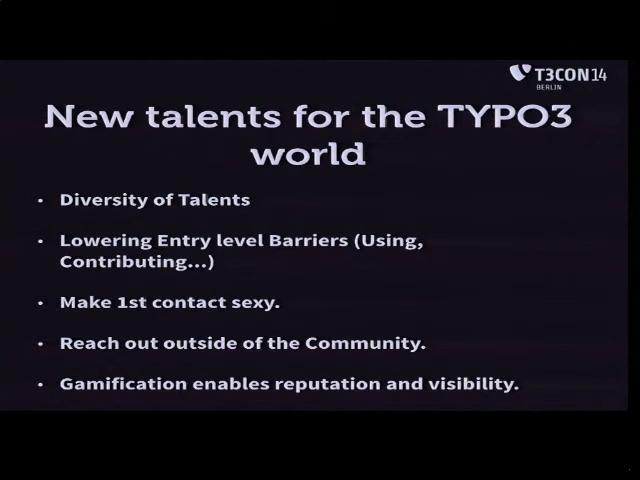 T3CON14
BERLIN
New talents for the TYPO3
world
• Diversity of Talents
• Lowering Entry level Barriers (Using,
Contributing...)
• Make 1st contact sexy.
• Reach out outside of the Community.
• Gamification enables reputation and visibility.